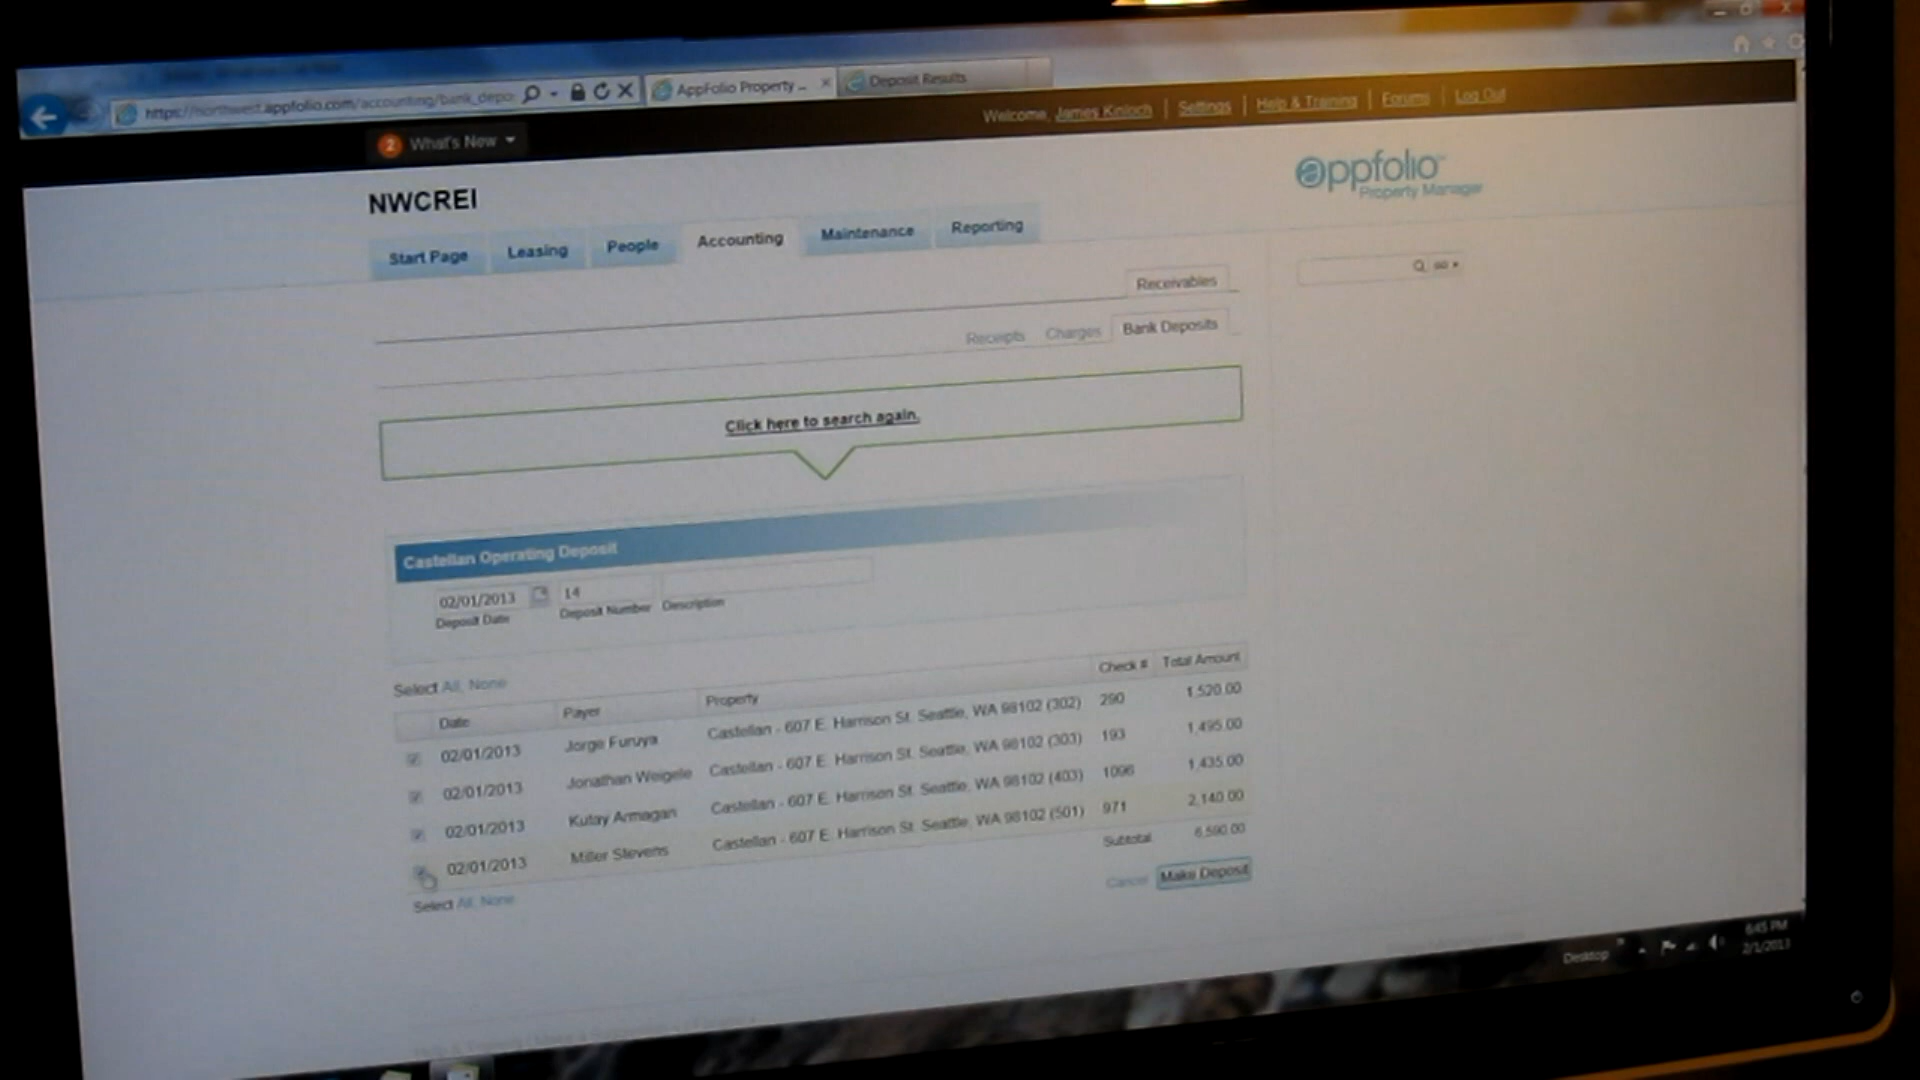 AppFolio Property ...
Deposit Results
2 What's New
Welcome, James Kinloch | Settings | Help & Training | Forums | Log Out
NWCREI
appfolio
Property Manager
Start Page Leasing People Accounting Maintenance Reporting
Receivables
Receipts Charges Bank Deposits
Click here to search again.
Castellan Operating Deposit
02/01/2013 14
Deposit Date Deposit Number Description
Select All, None
Date Payer Property Check # Total Amount
02/01/2013 Jorge Furuya Castellan - 607 E. Harrison St. Seattle, WA 98102 (302) 290 1,520.00
02/01/2013 Jonathan Weigele Castellan - 607 E. Harrison St. Seattle, WA 98102 (303) 193 1,495.00
02/01/2013 Kutay Armagan Castellan - 607 E. Harrison St. Seattle, WA 98102 (403) 1096 1,435.00
02/01/2013 Miller Stevens Castellan - 607 E. Harrison St. Seattle, WA 98102 (501) 971 2,140.00
Subtotal 6,590.00
Select All, None
Cancel Make Deposit
Desktop
6:45 PM
2/1/2013